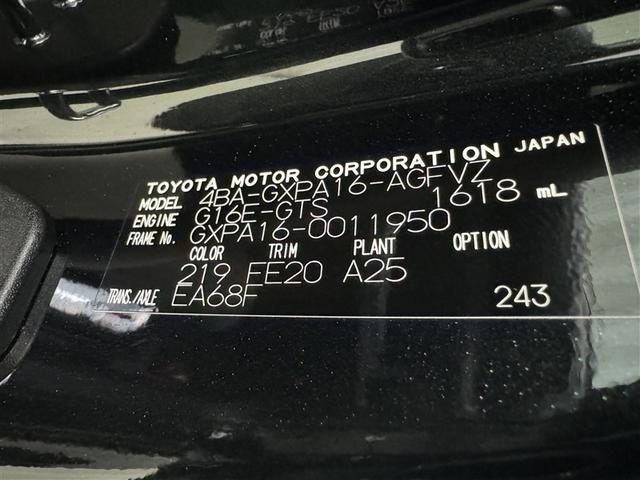 TOYOTA MOTOR CORPORATION JAPAN
MODEL 4BA-GXPA16-AGFVZ
ENGINE G16E-GTS 1618 mL
FRAME No. GXPA16-0011950
COLOR TRIM PLANT OPTION
219 FE20 A25
TRANS./AXLE EA68F 243